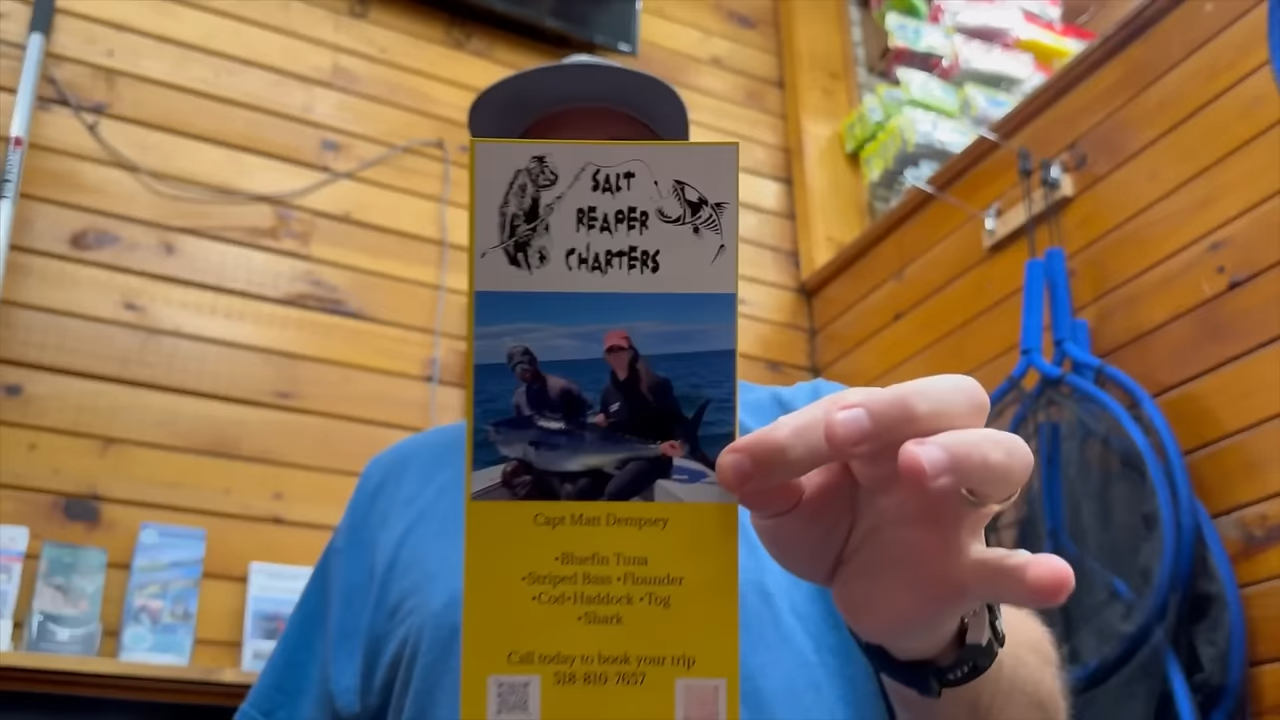 SALT
REAPER
CHARTERS
Capt Matt Dempsey
•Bluefin Tuna
•Striped Bass •Flounder
•Cod•Haddock •Tog
•Shark
Call today to book your trip
518-810-7657